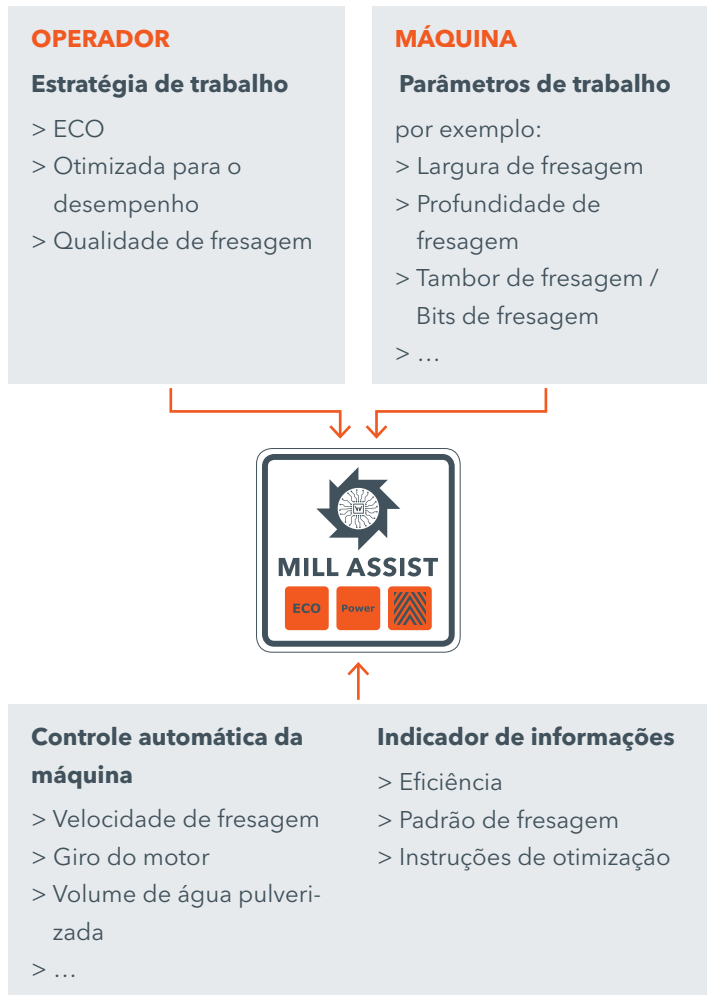 OPERADOR
Estratégia de trabalho
> ECO
> Otimizada para o
desempenho
> Qualidade de fresagem
MÁQUINA
Parâmetros de trabalho
por exemplo:
> Largura de fresagem
> Profundidade de
fresagem
> Tambor de fresagem /
Bits de fresagem
> …
W
MILL ASSIST
ECO Power
Controle automática da
máquina
> Velocidade de fresagem
> Giro do motor
> Volume de água pulveri-
zada
> …
Indicador de informações
> Eficiência
> Padrão de fresagem
> Instruções de otimização